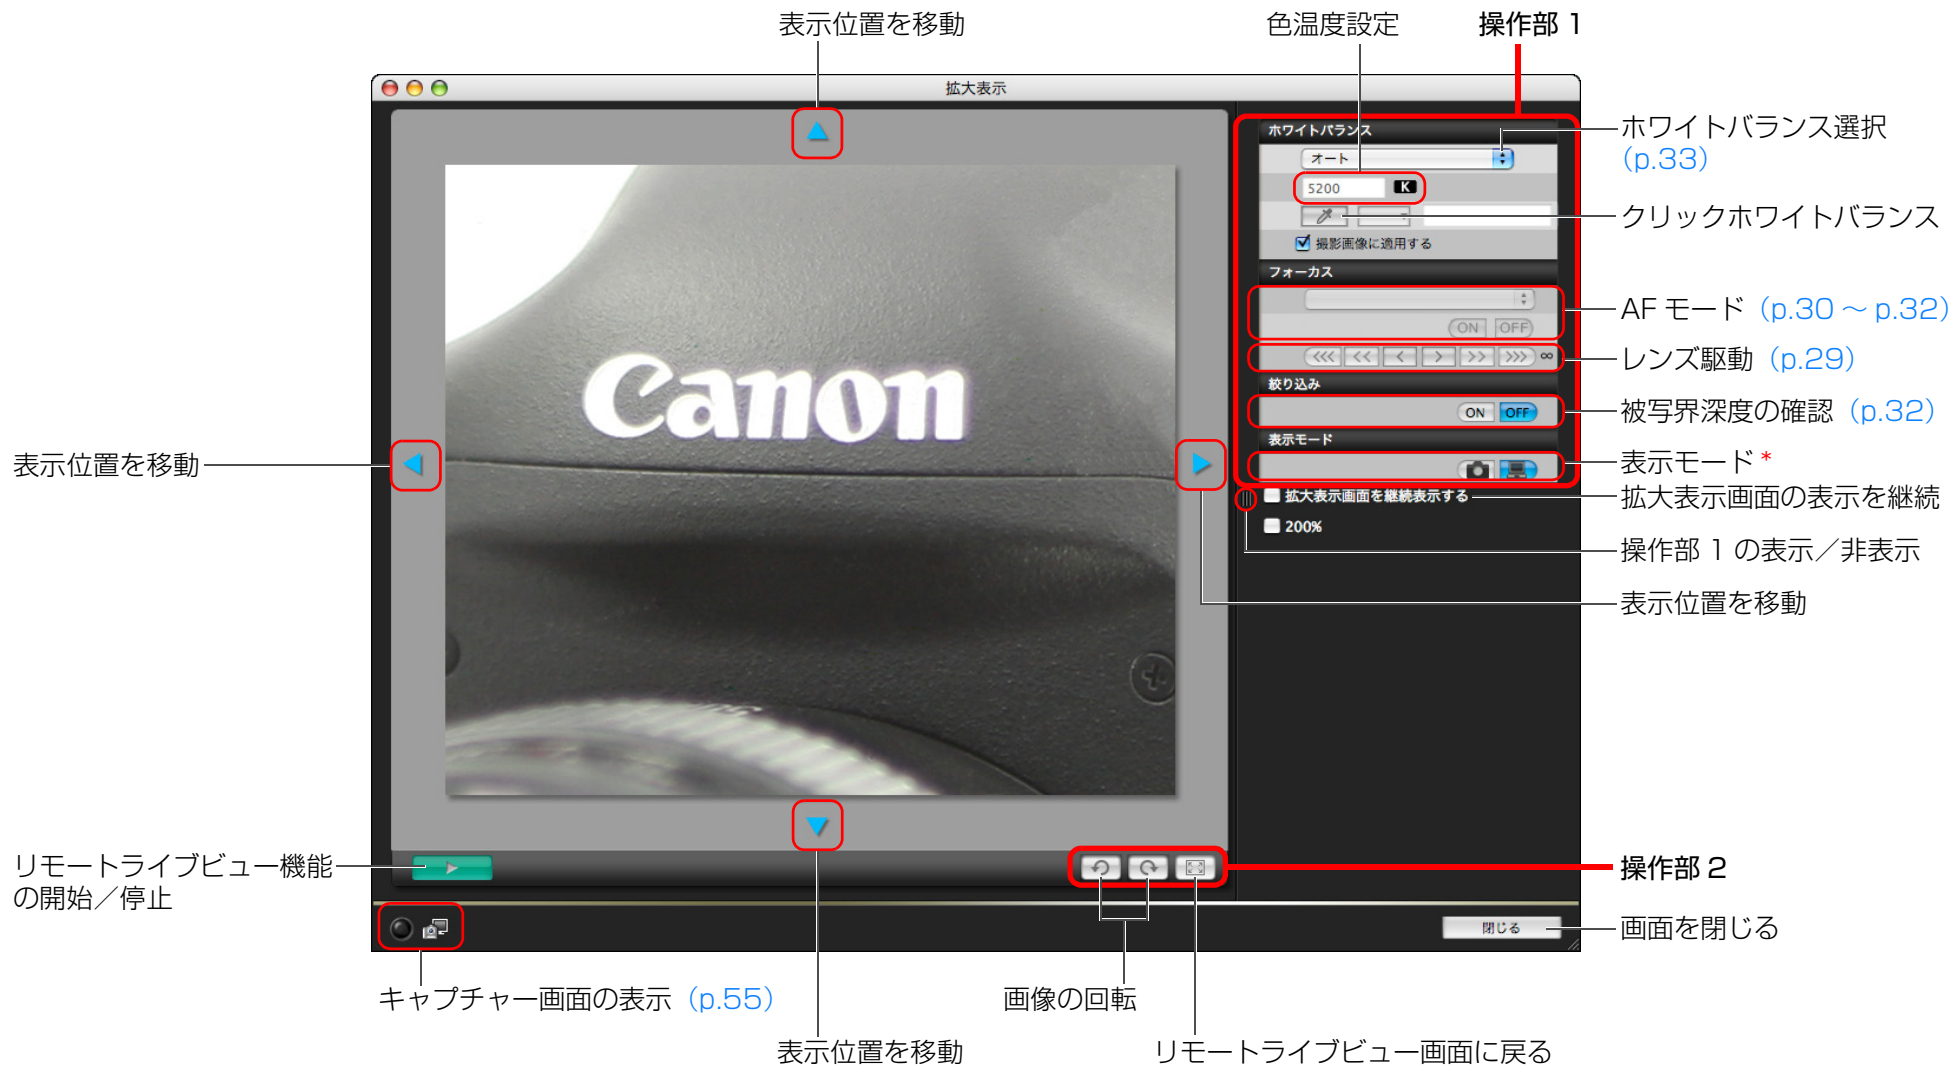 表示位置を移動
色温度設定
操作部 1
拡大表示
ホワイトバランス
オート
5200 K
撮影画像に適用する
フォーカス
ON OFF
∞
絞り込み
ON OFF
表示モード
拡大表示画面を継続表示する
200%
Canon
ホワイトバランス選択
(p.33)
クリックホワイトバランス
AF モード (p.30 ～ p.32)
レンズ駆動 (p.29)
被写界深度の確認 (p.32)
表示モード *
拡大表示画面の表示を継続
操作部 1 の表示／非表示
表示位置を移動
表示位置を移動
リモートライブビュー機能
の開始／停止
操作部 2
閉じる
画面を閉じる
キャプチャー画面の表示 (p.55)
画像の回転
表示位置を移動
リモートライブビュー画面に戻る